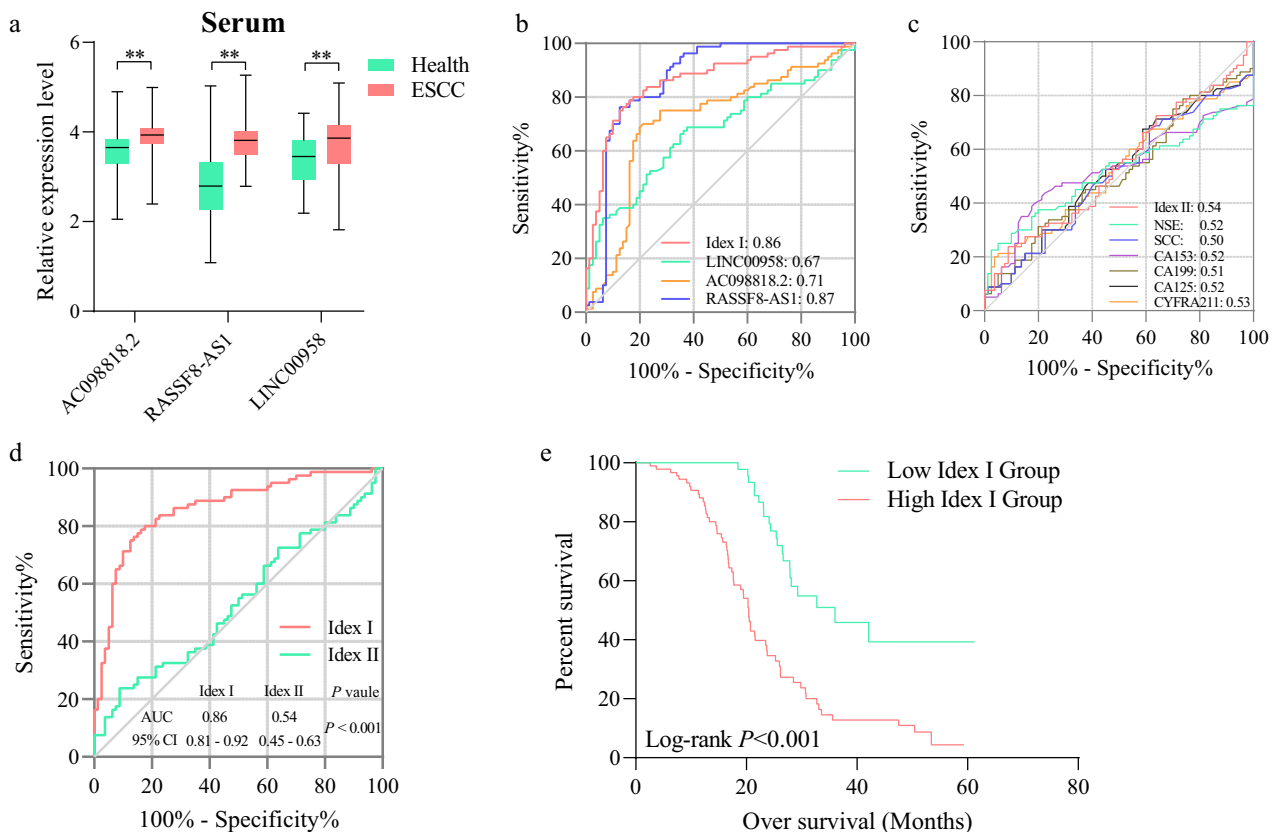 a
Serum
Relative expression level
6
4
2
0
**
**
**
Health
ESCC
AC098818.2
RASSF8-AS1
LINC00958
b
Sensitivity%
100
80
60
40
20
0
Idex I: 0.86
LINC00958: 0.67
AC098818.2: 0.71
RASSF8-AS1: 0.87
0 20 40 60 80 100
100% - Specificity%
c
Sensitivity%
100
80
60
40
20
0
Idex II: 0.54
NSE: 0.52
SCC: 0.50
CA153: 0.52
CA199: 0.51
CA125: 0.52
CYFRA211: 0.53
0 20 40 60 80 100
100% - Specificity%
d
Sensitivity%
100
80
60
40
20
0
Idex I
Idex II
Idex I Idex II P vaule
AUC 0.86 0.54
P < 0.001
95% CI 0.81 - 0.92 0.45 - 0.63
0 20 40 60 80 100
100% - Specificity%
e
Percent survival
100
80
60
40
20
0
Low Idex I Group
High Idex I Group
Log-rank P<0.001
0 20 40 60 80
Over survival (Months)